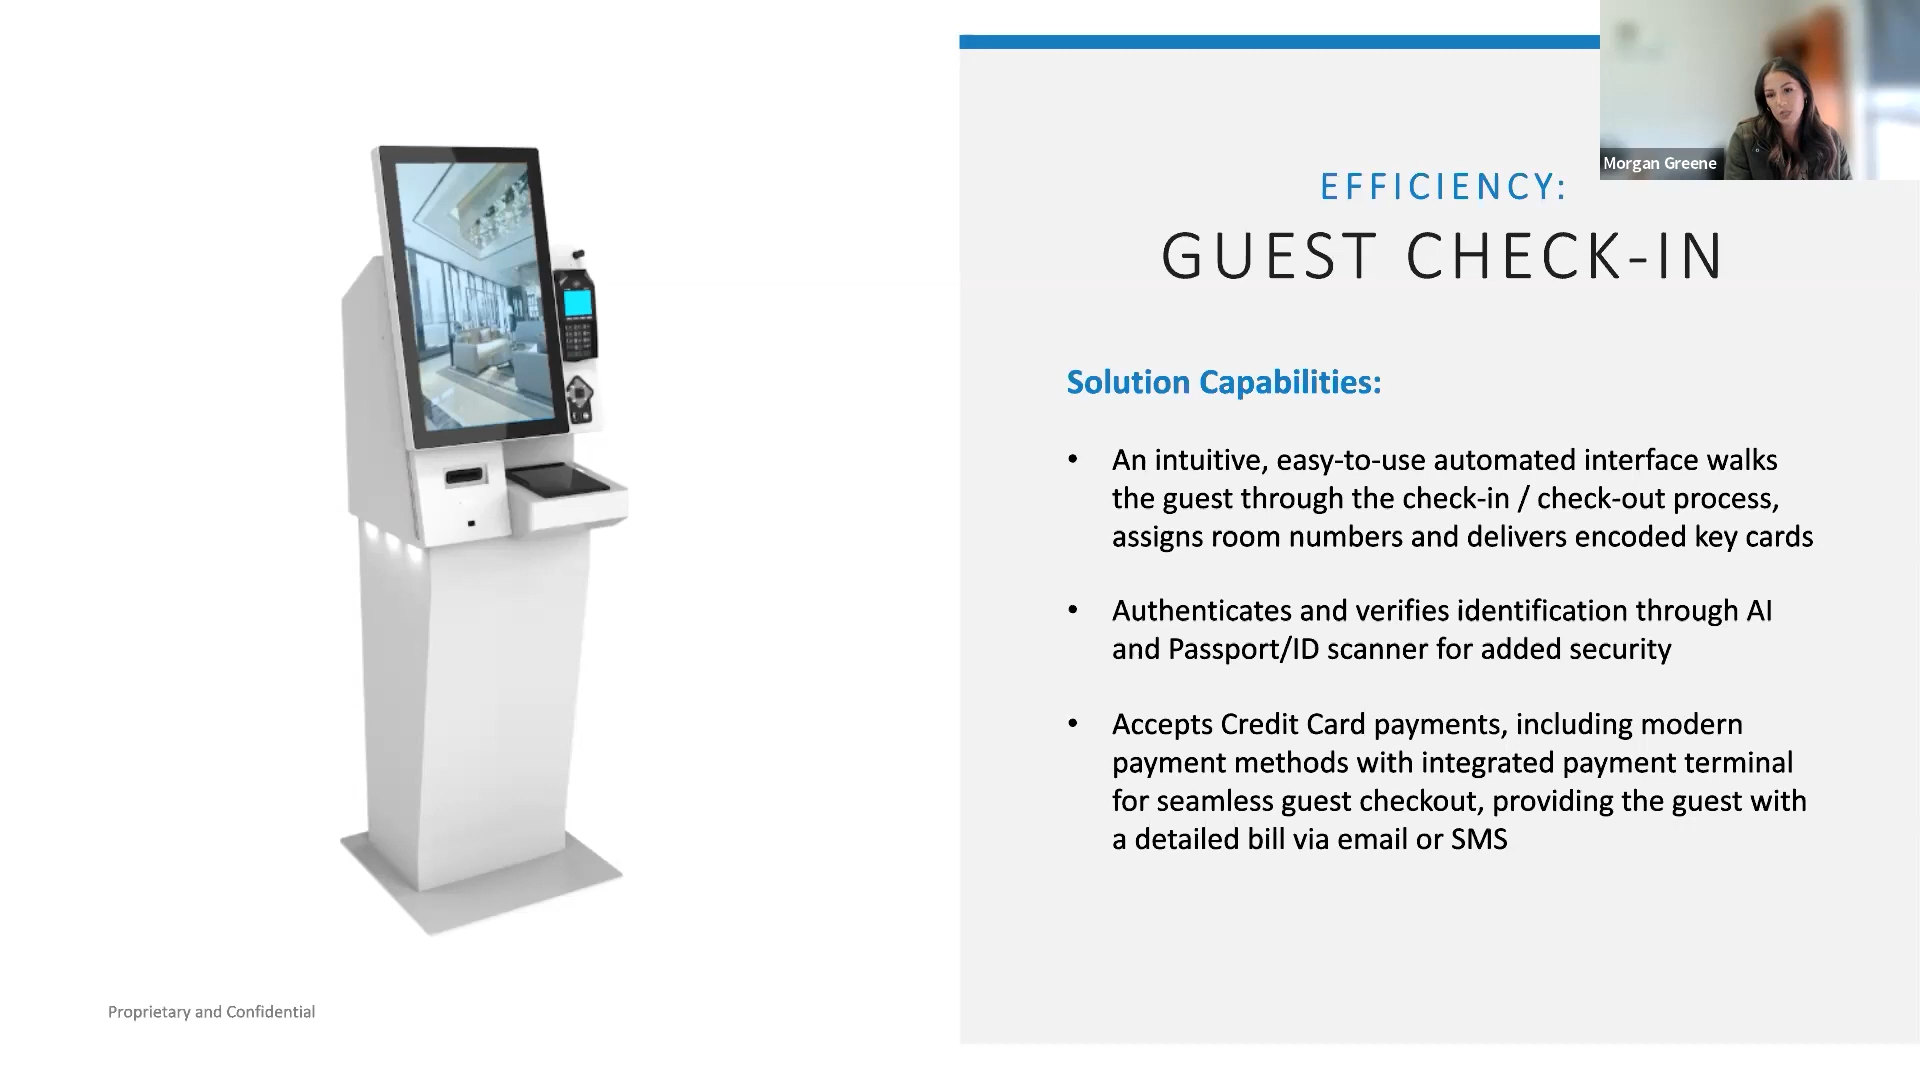 Morgan Greene
EFFICIENCY:
GUEST CHECK-IN
Solution Capabilities:
• An intuitive, easy-to-use automated interface walks
the guest through the check-in / check-out process,
assigns room numbers and delivers encoded key cards
• Authenticates and verifies identification through AI
and Passport/ID scanner for added security
• Accepts Credit Card payments, including modern
payment methods with integrated payment terminal
for seamless guest checkout, providing the guest with
a detailed bill via email or SMS
Proprietary and Confidential